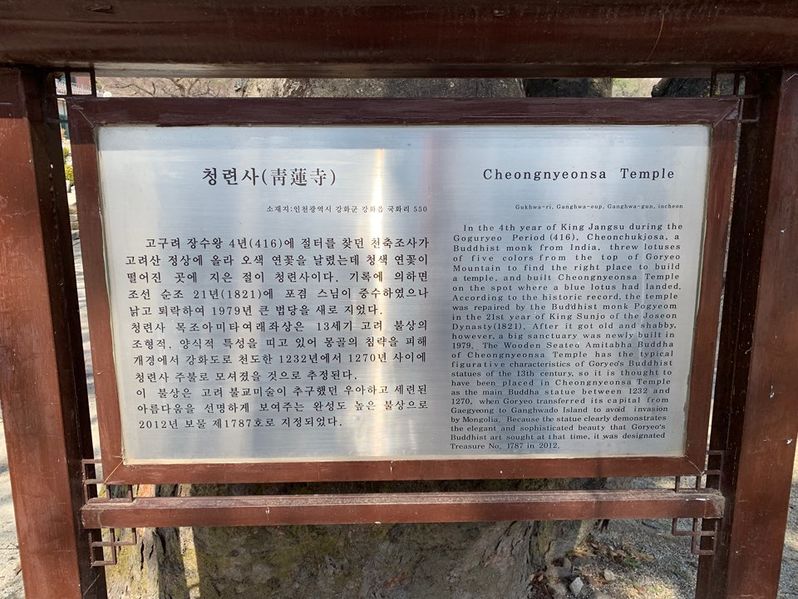 청련사(靑蓮寺)
소재지:인천광역시 강화군 강화읍 국화리 550
고구려 장수왕 4년(416)에 절터를 찾던 천축조사가
고려산 정상에 올라 오색 연꽃을 날렸는데 청색 연꽃이
떨어진 곳에 지은 절이 청련사이다. 기록에 의하면
조선 순조 21년(1821)에 포겸 스님이 중수하였으나
낡고 퇴락하여 1979년 큰 법당을 새로 지었다.
청련사 목조아미타여래좌상은 13세기 고려 불상의
조형적, 양식적 특성을 띠고 있어 몽골의 침략을 피해
개경에서 강화도로 천도한 1232년에서 1270년 사이에
청련사 주불로 모셔졌을 것으로 추정된다.
이 불상은 고려 불교미술이 추구했던 우아하고 세련된
아름다움을 선명하게 보여주는 완성도 높은 불상으로
2012년 보물 제1787호로 지정되었다.
Cheongnyeonsa Temple
Gukhwa-ri, Ganghwa-eup, Ganghwa-gun, incheon
In the 4th year of King Jangsu during the
Goguryeo Period (416), Cheonchukjosa, a
Buddhist monk from India, threw lotuses
of five colors from the top of Goryeo
Mountain to find the right place to build
a temple, and built Cheongnyeonsa Temple
on the spot where a blue lotus had landed.
According to the historic record, the temple
was repaired by the Buddhist monk Pogyeom
in the 21st year of King Sunjo of the Joseon
Dynasty(1821). After it got old and shabby,
however, a big sanctuary was newly built in
1979, The Wooden Seateo Amitabha Buddha
of Cheongnyeonsa Temple has the typical
figurative characteristics of Goryeo's Buddhist
statues of the 13th century, so it is thought to
have been placed in Cheongnyeonsa Temple
as the main Buddha statue between 1232 and
1270, when Goryeo transferred its capital from
Gaegyeong to Ganghwado Island to avoid invasion
by Mongolia, Because the statue clearly demonstrates
the elegant and sophisticated beauty that Goryeo's
Buddhist art sought at that time, it was designated
Treasure No, 1787 in 2012.